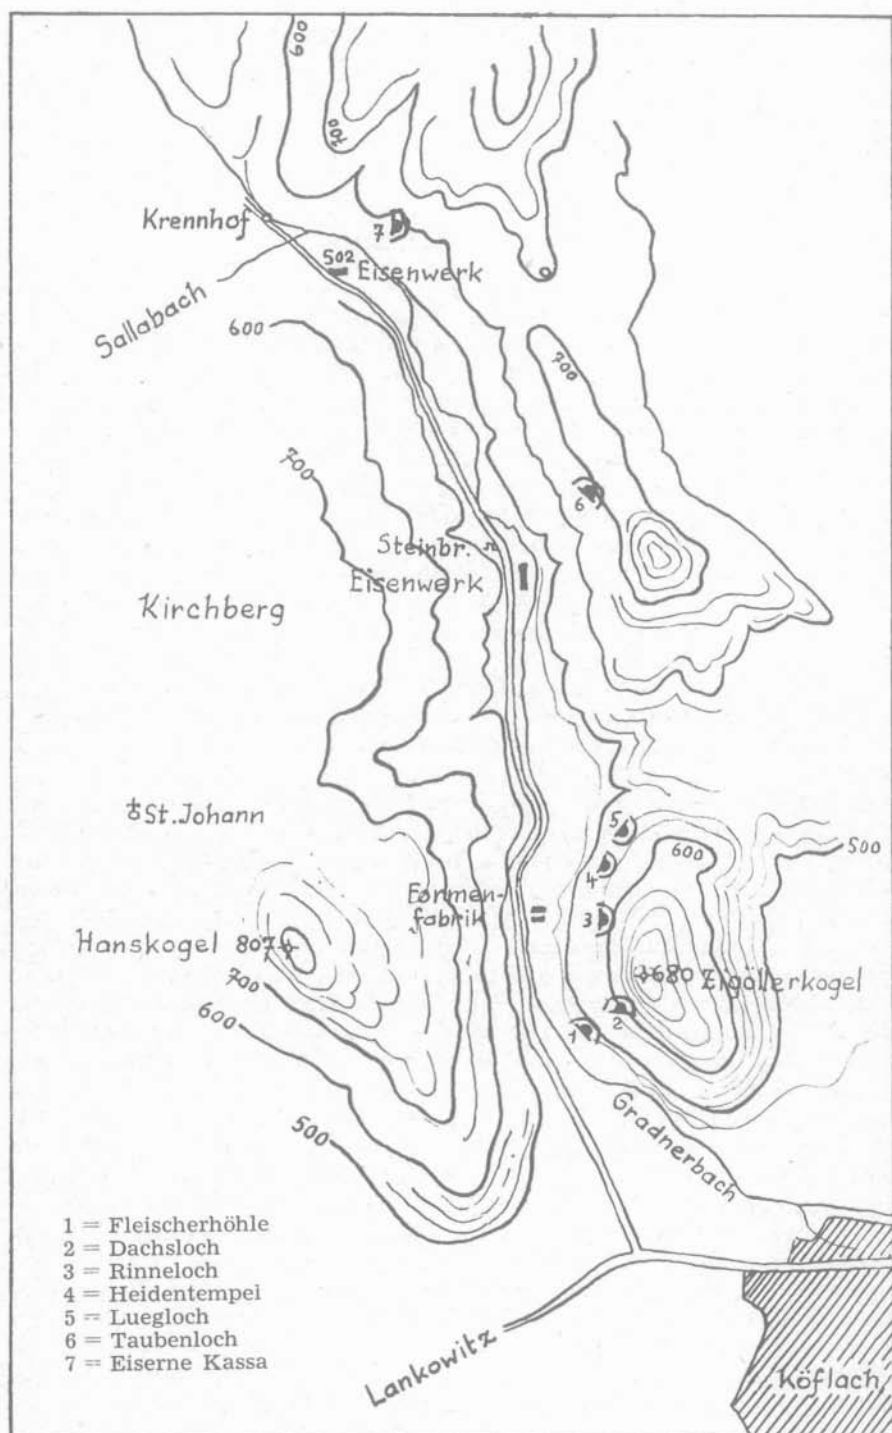 600
700
Krennhof
7
502
Eisenwerk
Sallabach
600
700
700
6
Steinbr.
Eisenwerk
Kirchberg
St. Johann
5
600
500
4
Formen-
fabrik
3
Hanskogel 807
680 Zigöllerkogel
700
600
2
1
Gradnerbach
500
1 = Fleischerhöhle
2 = Dachsloch
3 = Rinneloch
4 = Heidentempel
5 = Luegloch
6 = Taubenloch
7 = Eiserne Kassa
Lankowitz
Köflach